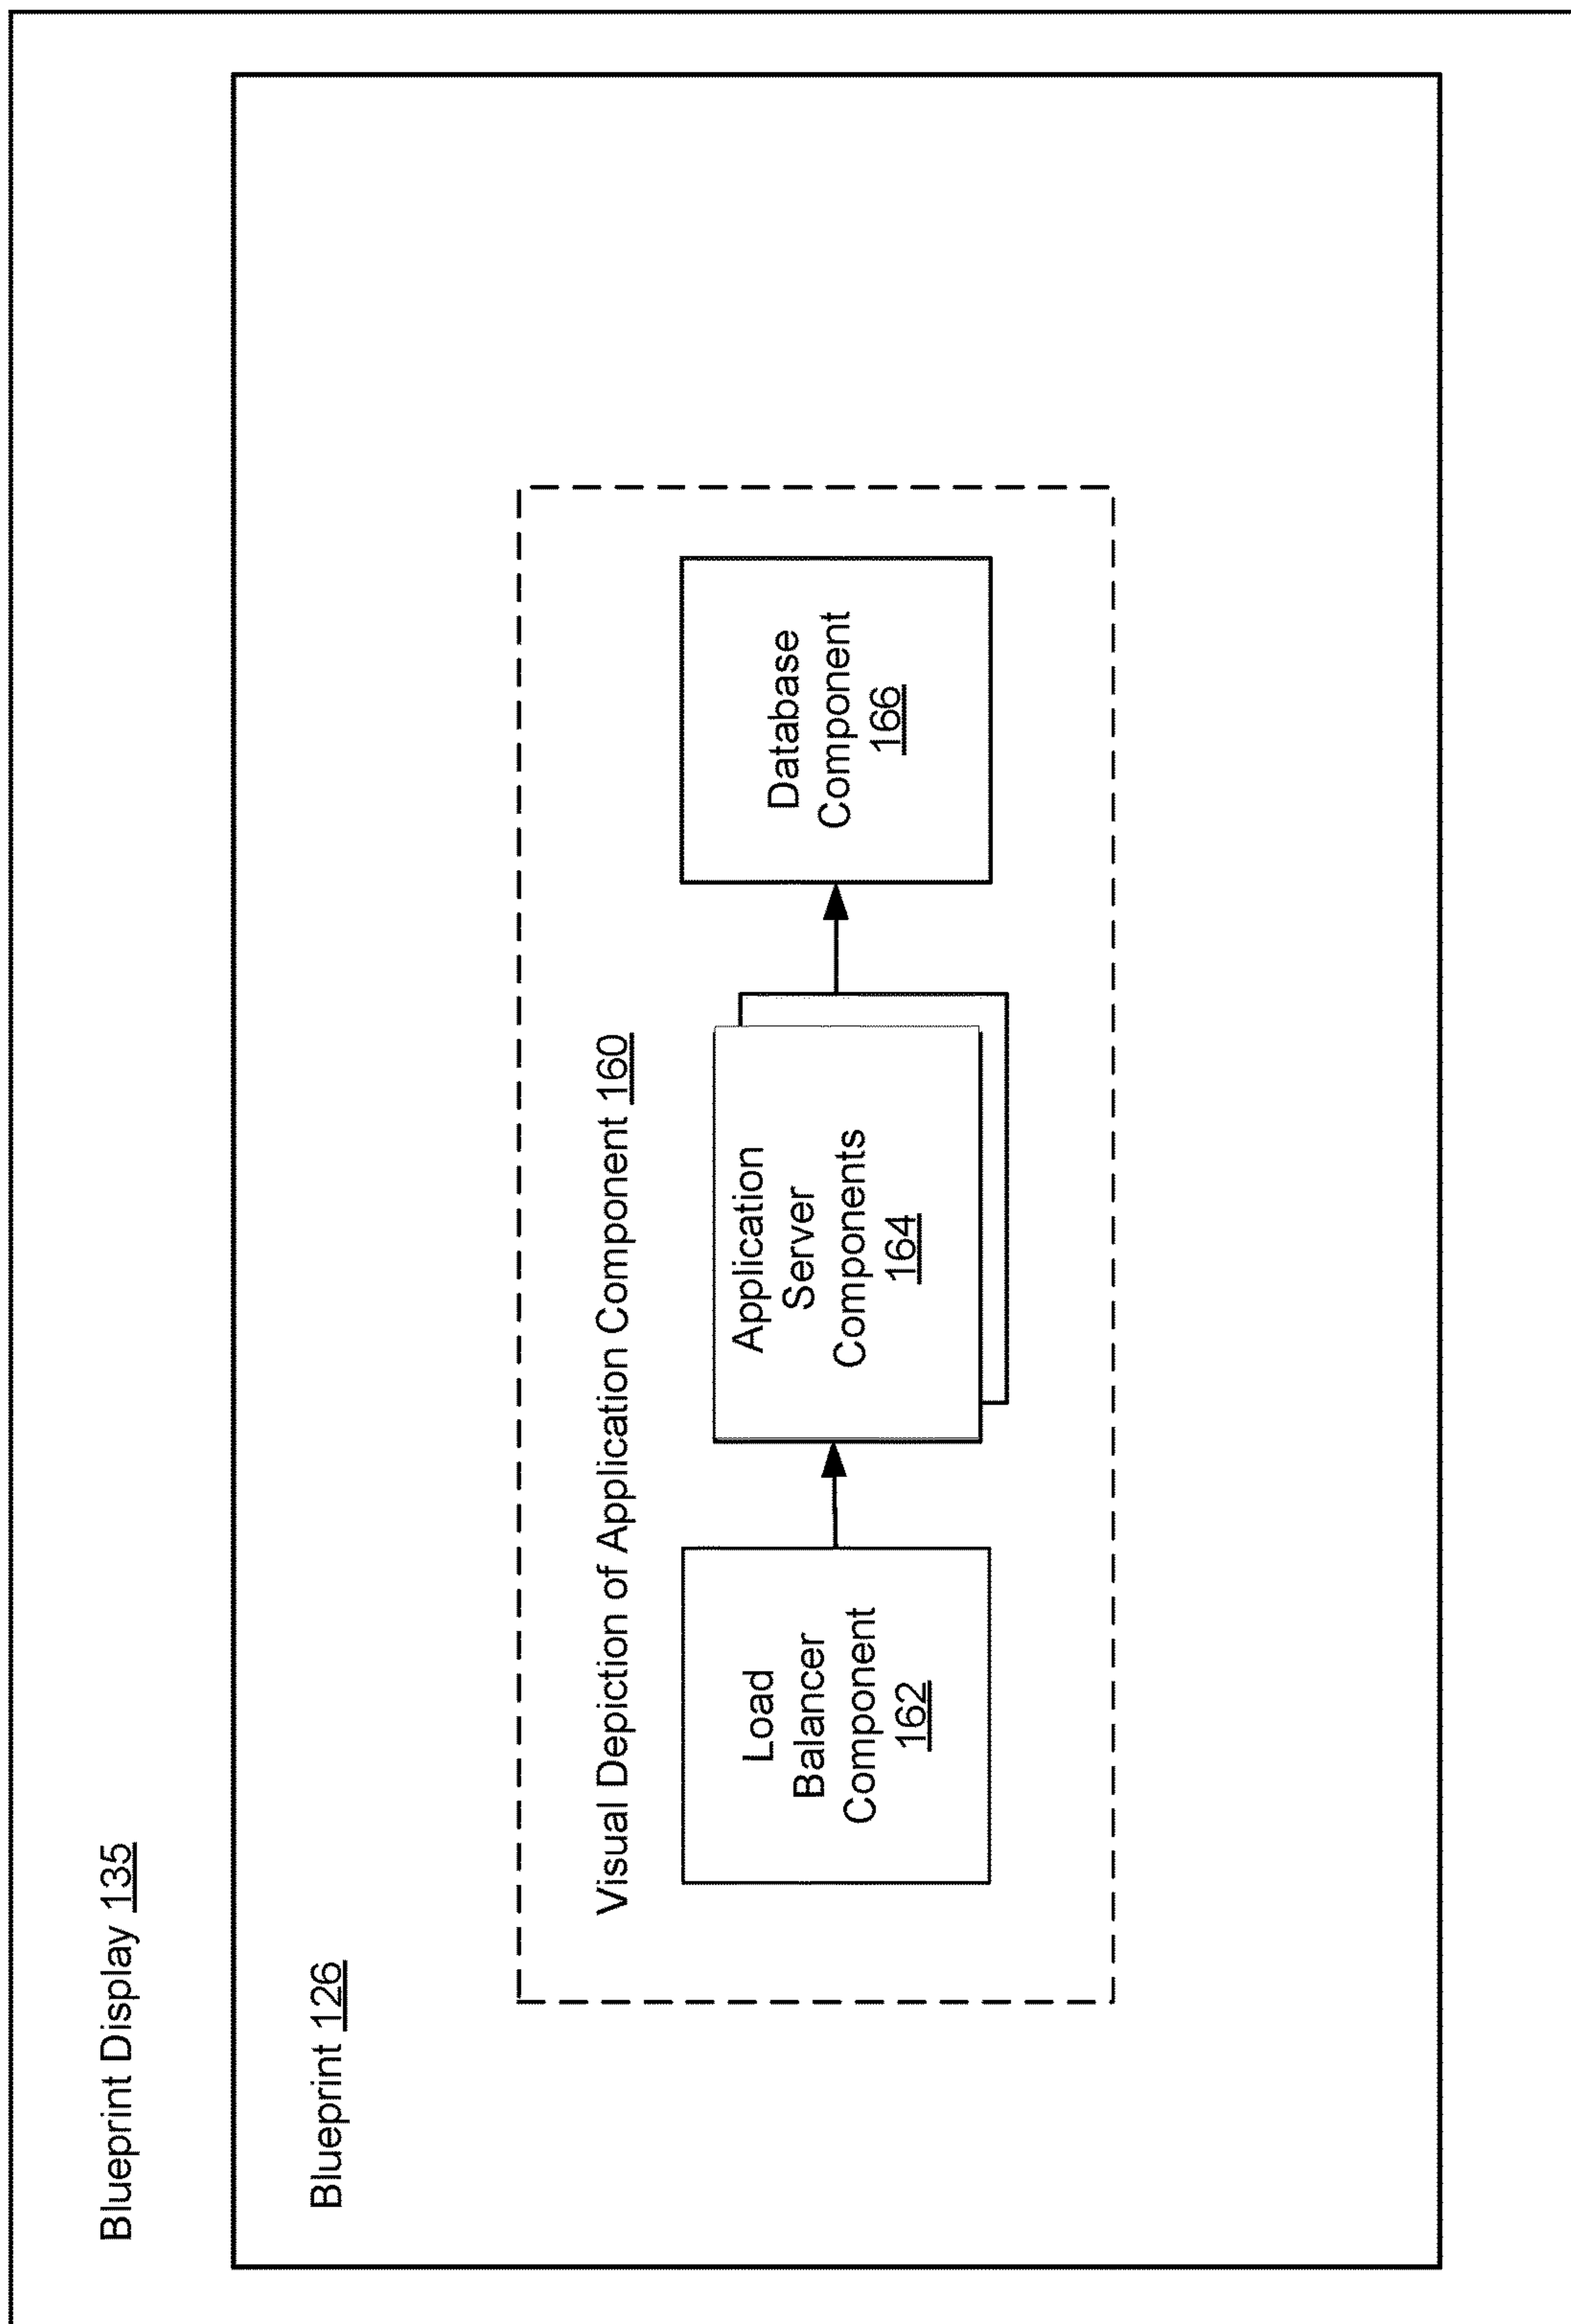 Blueprint Display 135
Blueprint 126
Visual Depiction of Application Component 160
Load
Balancer
Component
162
Application
Server
Components
164
Database
Component
166